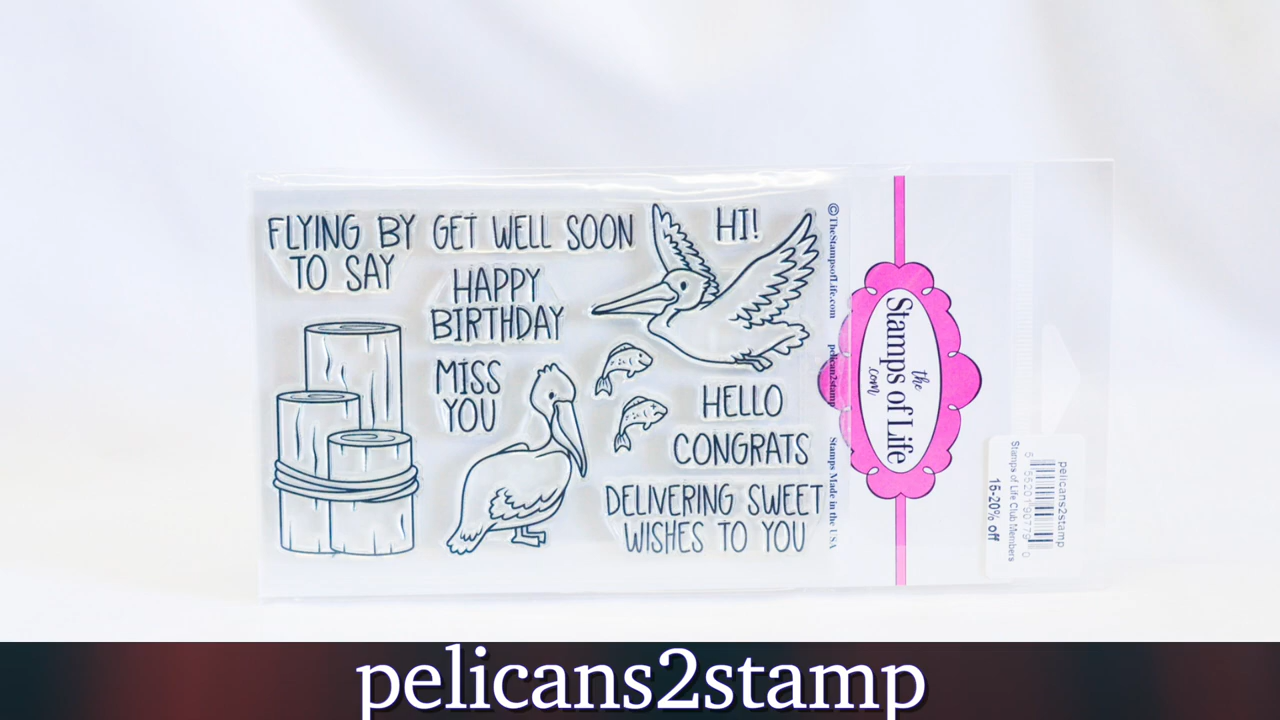 FLYING BY
TO SAY
GET WELL SOON
HI!
HAPPY
BIRTHDAY
MISS
YOU
HELLO
CONGRATS
DELIVERING SWEET
WISHES TO YOU
©TheStampsofLife.com
pelican2stamp
Stamps Made in the USA
the
Stamps of Life
.com
pelicans2stamp
Stamps of Life Club Members
15-20% off
pelicans2stamp